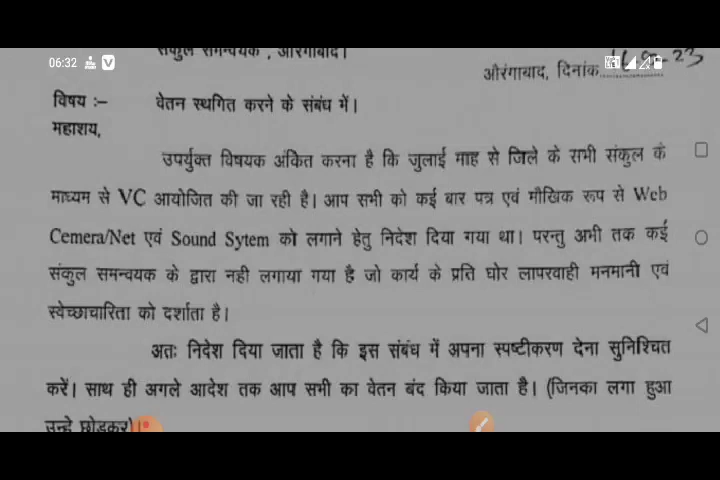 संकुल समन्वयक , औरंगाबाद।
06:32
औरंगाबाद, दिनांक
विषय :– वेतन स्थगित करने के संबंध में।
महाशय,
उपर्युक्त विषयक अंकित करना है कि जुलाई माह से जिले के सभी संकुल के
माध्यम से VC आयोजित की जा रही है। आप सभी को कई बार पत्र एवं मौखिक रूप से Web
Cemera/Net एवं Sound Sytem को लगाने हेतु निदेश दिया गया था। परन्तु अभी तक कई
संकुल समन्वयक के द्वारा नही लगाया गया है जो कार्य के प्रति घोर लापरवाही मनमानी एवं
स्वेच्छाचारिता को दर्शाता है।
अतः निदेश दिया जाता है कि इस संबंध में अपना स्पष्टीकरण देना सुनिश्चित
करें। साथ ही अगले आदेश तक आप सभी का वेतन बंद किया जाता है। (जिनका लगा हुआ
उन्हे छोडकर)।